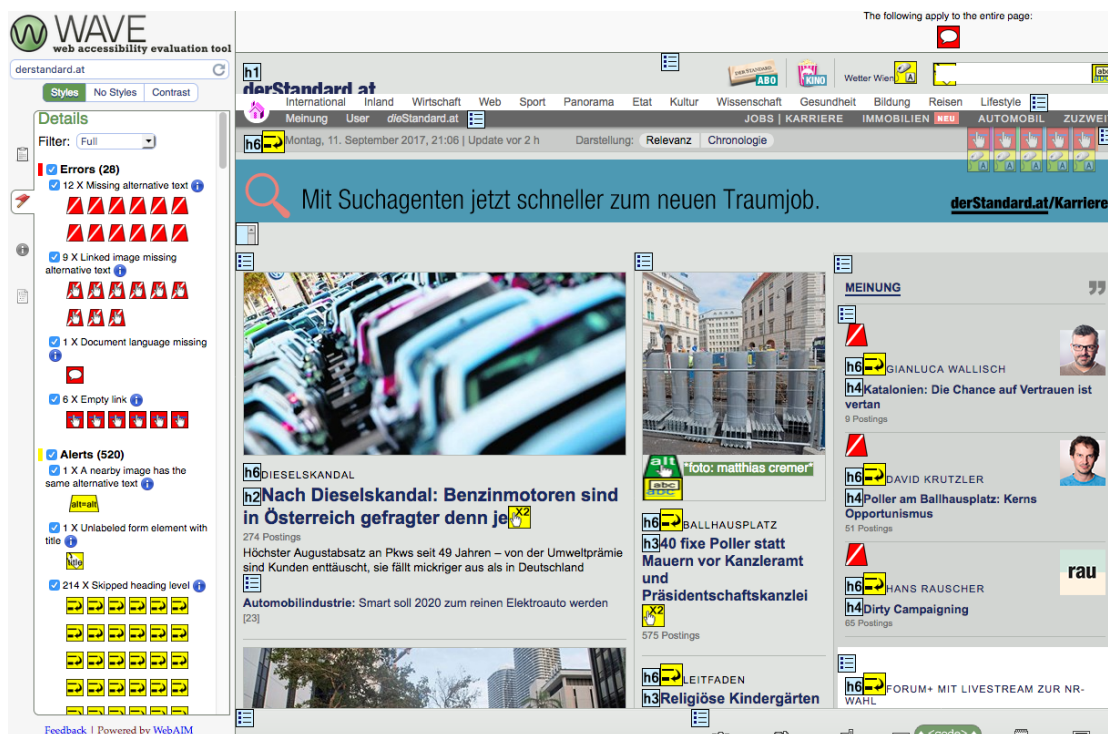 WAVE
web accessibility evaluation tool
derstandard.at
Styles No Styles Contrast
Details
Filter: Full
Errors (28)
12 X Missing alternative text
9 X Linked image missing
alternative text
1 X Document language missing
6 X Empty link
Alerts (520)
1 X A nearby image has the
same alternative text
alt=alt
1 X Unlabeled form element with
title
title
214 X Skipped heading level
Feedback | Powered by WebAIM
The following apply to the entire page:
h1
derStandard.at
DERSTANDARD ABO KINO Wetter Wien abc
International Inland Wirtschaft Web Sport Panorama Etat Kultur Wissenschaft Gesundheit Bildung Reisen Lifestyle
Meinung User dieStandard.at JOBS | KARRIERE IMMOBILIEN NEU AUTOMOBIL ZUZWEIT
h6 Montag, 11. September 2017, 21:06 | Update vor 2 h Darstellung: Relevanz Chronologie
Mit Suchagenten jetzt schneller zum neuen Traumjob.
derStandard.at/Karriere
h6 DIESELSKANDAL
h2 Nach Dieselskandal: Benzinmotoren sind
in Österreich gefragter denn je X2
274 Postings
Höchster Augustabsatz an Pkws seit 49 Jahren – von der Umweltprämie
sind Kunden enttäuscht, sie fällt mickriger aus als in Deutschland
Automobilindustrie: Smart soll 2020 zum reinen Elektroauto werden
[23]
alt "foto: matthias cremer"
abc
abc
h6 BALLHAUSPLATZ
h3 40 fixe Poller statt
Mauern vor Kanzleramt
und
Präsidentschaftskanzlei
X2
575 Postings
h6 LEITFADEN
h3 Religiöse Kindergärten
MEINUNG
h6 GIANLUCA WALLISCH
h4 Katalonien: Die Chance auf Vertrauen ist
vertan
9 Postings
h6 DAVID KRUTZLER
h4 Poller am Ballhausplatz: Kerns
Opportunismus
51 Postings
h6 HANS RAUSCHER
h4 Dirty Campaigning
65 Postings
rau
h6 FORUM+ MIT LIVESTREAM ZUR NR-
WAHL
<code>